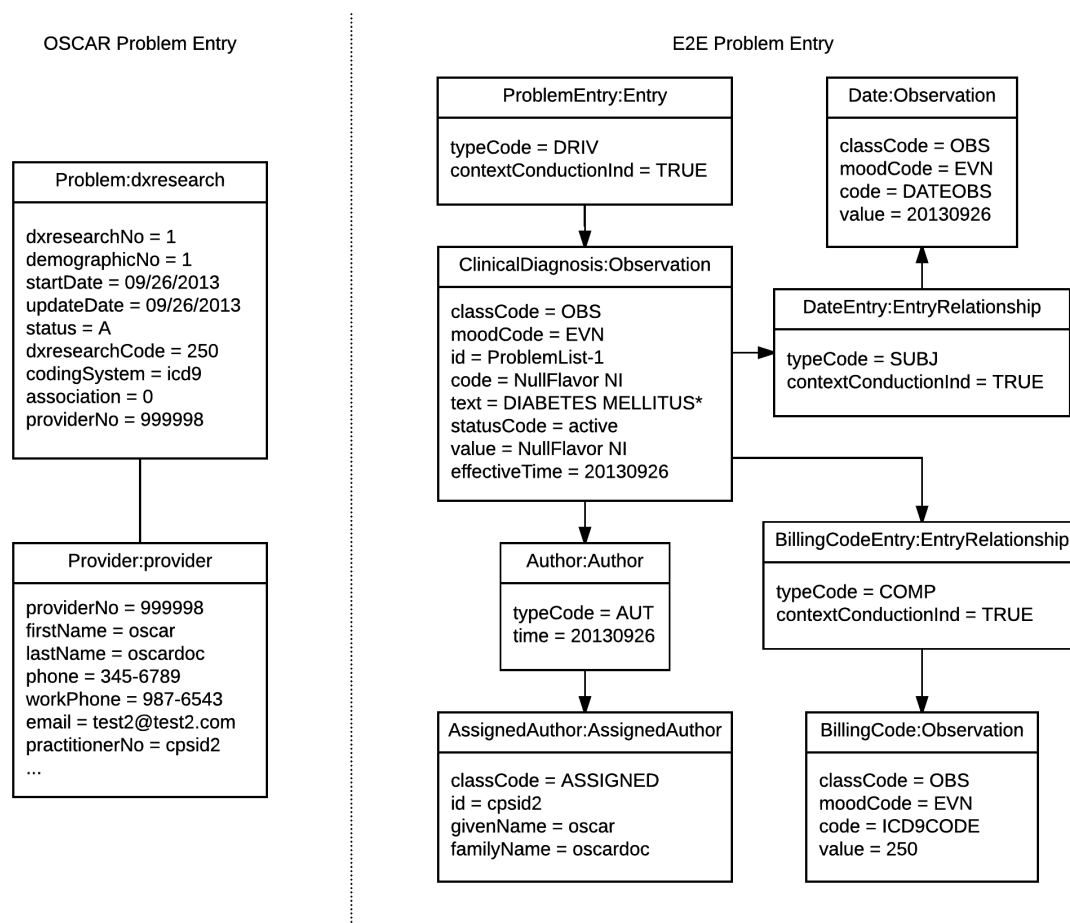 OSCAR Problem Entry
Problem:dxresearch
dxresearchNo = 1
demographicNo = 1
startDate = 09/26/2013
updateDate = 09/26/2013
status = A
dxresearchCode = 250
codingSystem = icd9
association = 0
providerNo = 999998
Provider:provider
providerNo = 999998
firstName = oscar
lastName = oscardoc
phone = 345-6789
workPhone = 987-6543
email = test2@test2.com
practitionerNo = cpsid2
...
E2E Problem Entry
ProblemEntry:Entry
typeCode = DRIV
contextConductionInd = TRUE
ClinicalDiagnosis:Observation
classCode = OBS
moodCode = EVN
id = ProblemList-1
code = NullFlavor NI
text = DIABETES MELLITUS*
statusCode = active
value = NullFlavor NI
effectiveTime = 20130926
Author:Author
typeCode = AUT
time = 20130926
AssignedAuthor:AssignedAuthor
classCode = ASSIGNED
id = cpsid2
givenName = oscar
familyName = oscardoc
Date:Observation
classCode = OBS
moodCode = EVN
code = DATEOBS
value = 20130926
DateEntry:EntryRelationship
typeCode = SUBJ
contextConductionInd = TRUE
BillingCodeEntry:EntryRelationship
typeCode = COMP
contextConductionInd = TRUE
BillingCode:Observation
classCode = OBS
moodCode = EVN
code = ICD9CODE
value = 250